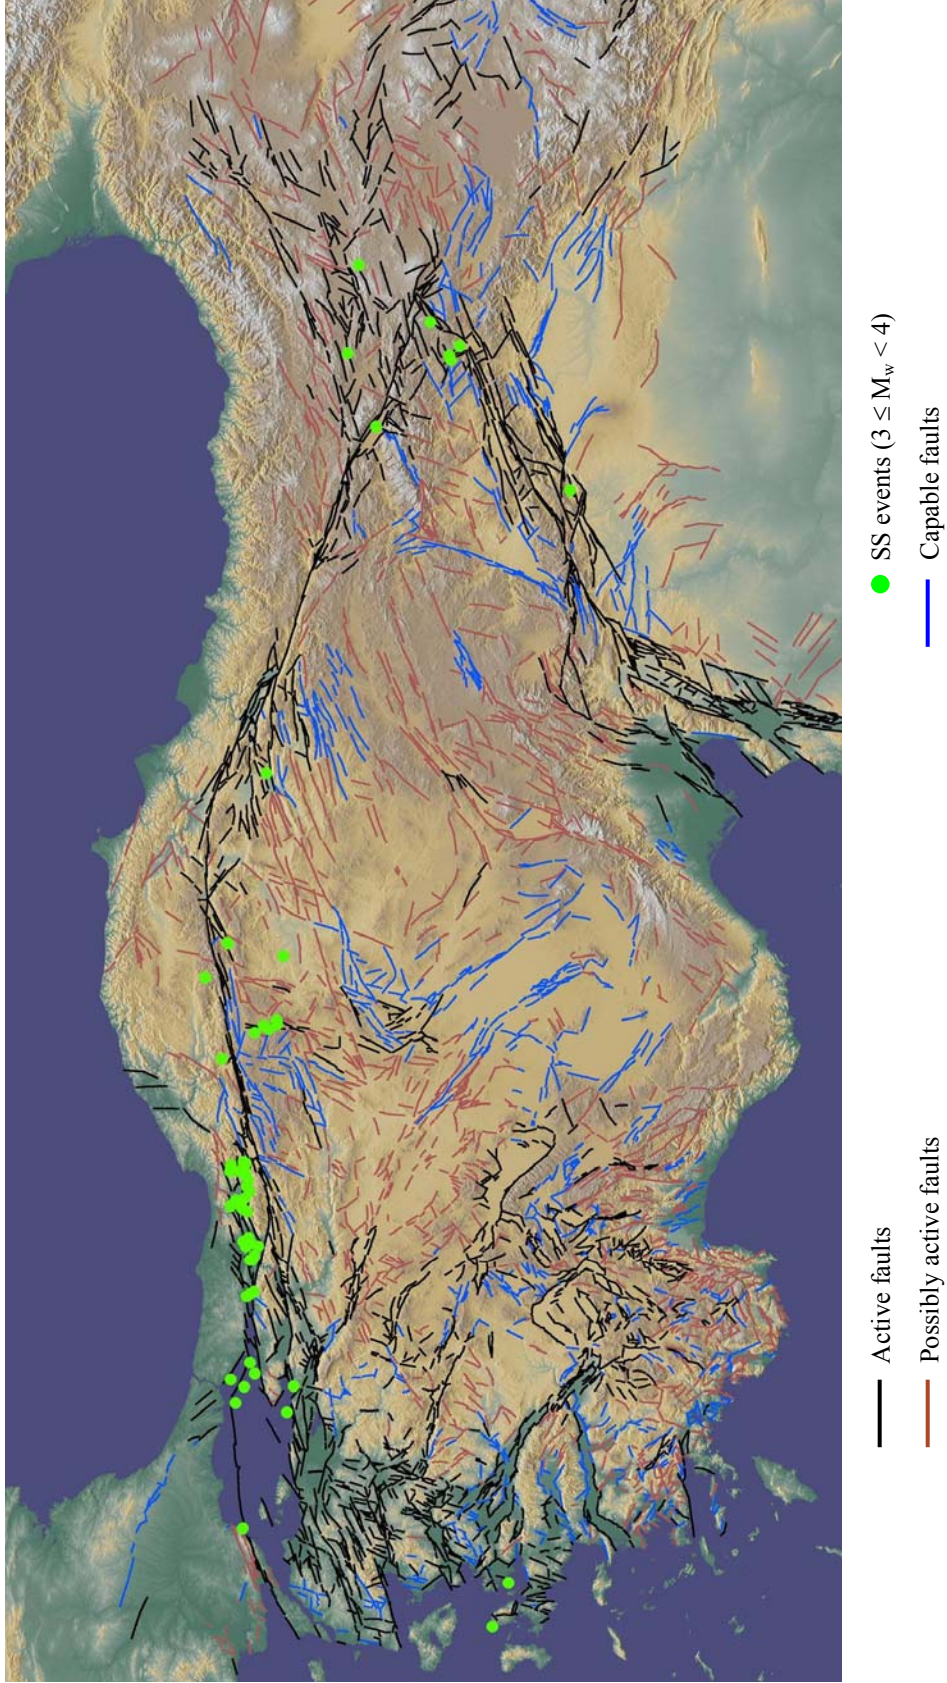 Active faults
SS events (3 ≤ Mw < 4)
Possibly active faults
Capable faults